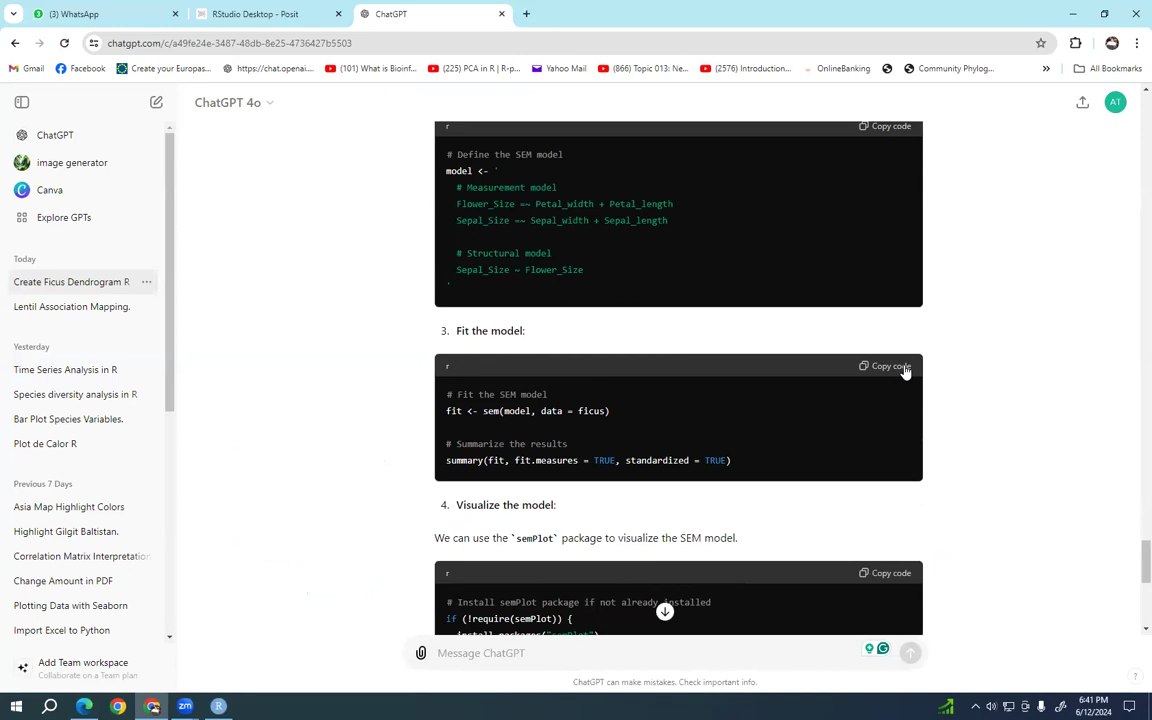 (3) WhatsApp
RStudio Desktop - Posit
ChatGPT
chatgpt.com/c/a49fe24e-3487-48db-8e25-4736427b5503
Gmail
Facebook
Create your Europas...
https://chat.openai....
(101) What is Bioinf...
(225) PCA in R | R-p...
Yahoo Mail
(866) Topic 013: Ne...
(2576) Introduction...
OnlineBanking
Community Phylog...
»
All Bookmarks
ChatGPT 4o
AT
ChatGPT
image generator
Canva
Explore GPTs
Today
Create Ficus Dendrogram R
Lentil Association Mapping.
Yesterday
Time Series Analysis in R
Species diversity analysis in R
Bar Plot Species Variables.
Plot de Calor R
Previous 7 Days
Asia Map Highlight Colors
Highlight Gilgit Baltistan.
Correlation Matrix Interpretation
Change Amount in PDF
Plotting Data with Seaborn
Import Excel to Python
Add Team workspace
Collaborate on a Team plan
r
Copy code
# Define the SEM model
model <- '
# Measurement model
Flower_Size =~ Petal_width + Petal_length
Sepal_Size =~ Sepal_width + Sepal_length
# Structural model
Sepal_Size ~ Flower_Size
'
3. Fit the model:
r
Copy code
# Fit the SEM model
fit <- sem(model, data = ficus)
# Summarize the results
summary(fit, fit.measures = TRUE, standardized = TRUE)
4. Visualize the model:
We can use the `semPlot` package to visualize the SEM model.
r
Copy code
# Install semPlot package if not already installed
if (!require(semPlot)) {
install.packages("semPlot")
Message ChatGPT
ChatGPT can make mistakes. Check important info.
?
6:41 PM
6/12/2024